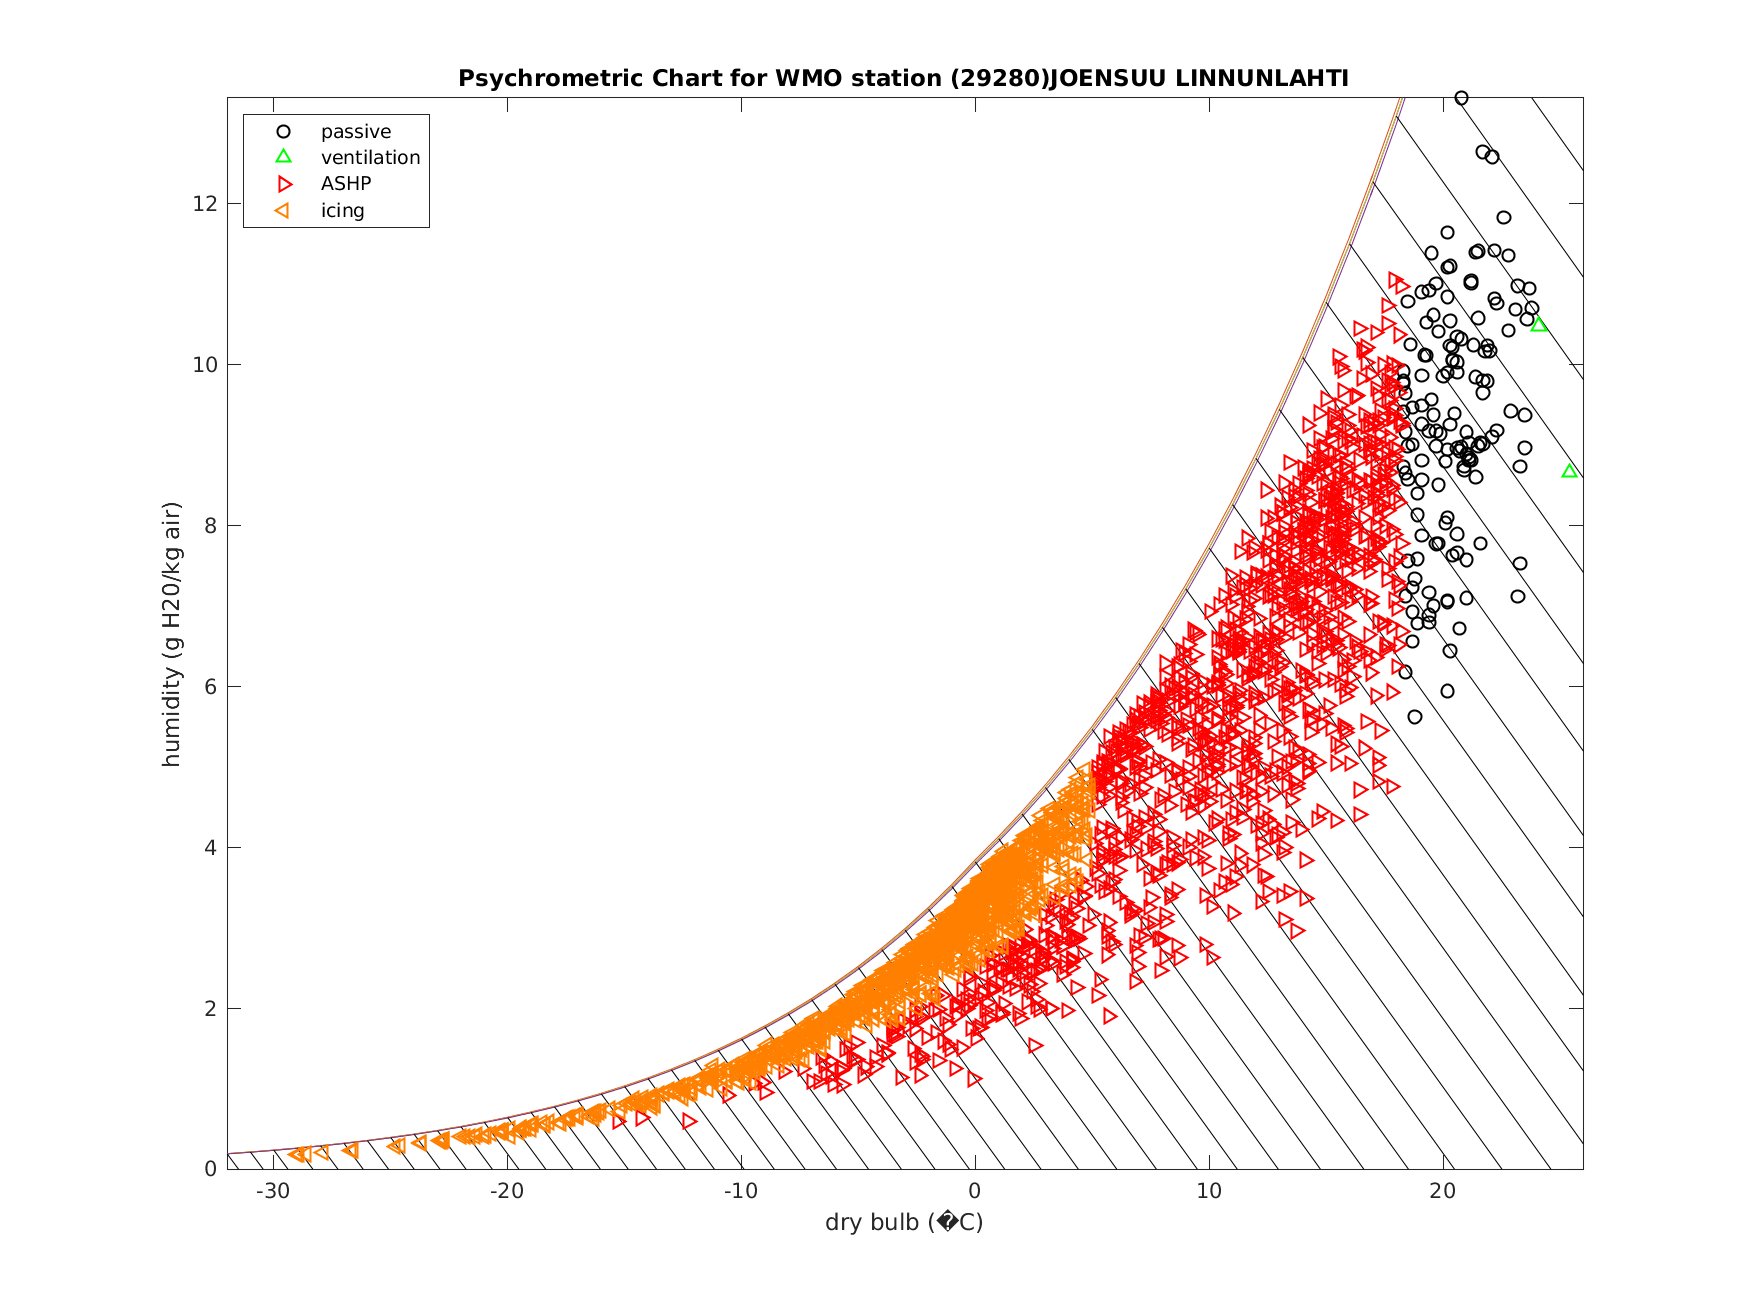 Psychrometric Chart for WMO station (29280)JOENSUU LINNUNLAHTI
passive
ventilation
ASHP
icing
humidity (g H20/kg air)
12
10
8
6
4
2
0
-30
-20
-10
0
10
20
dry bulb (�C)